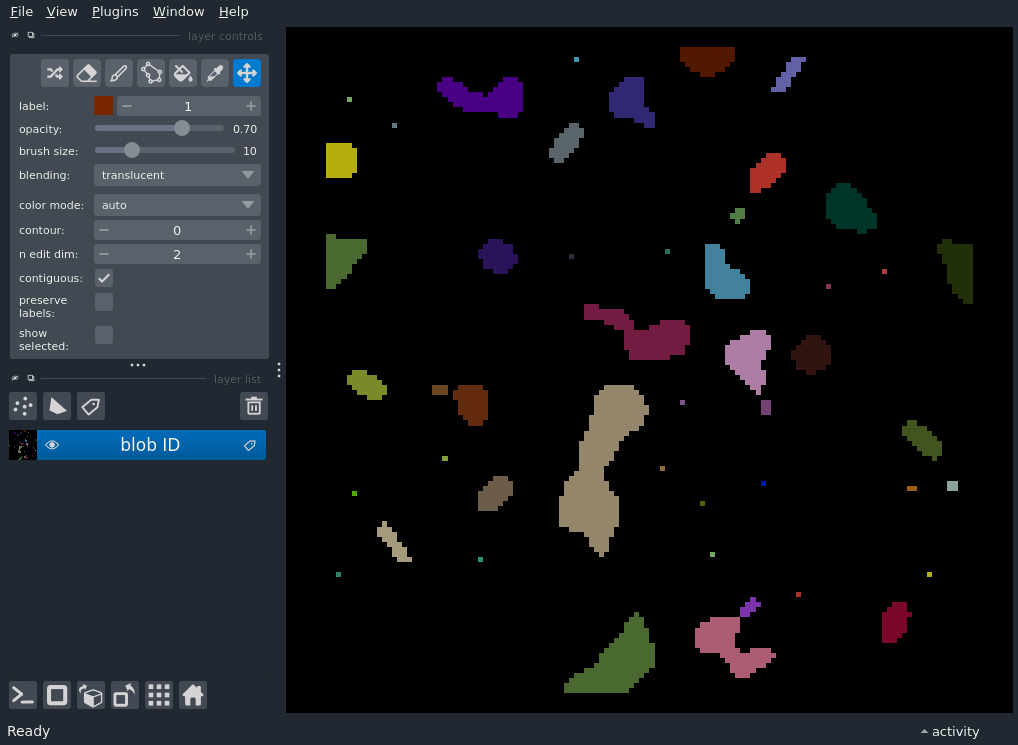 File View Plugins Window Help
layer controls
label: 1
opacity: 0.70
brush size: 10
blending: translucent
color mode: auto
contour: 0
n edit dim: 2
contiguous:
preserve
labels:
show
selected:
layer list
blob ID
Ready
activity